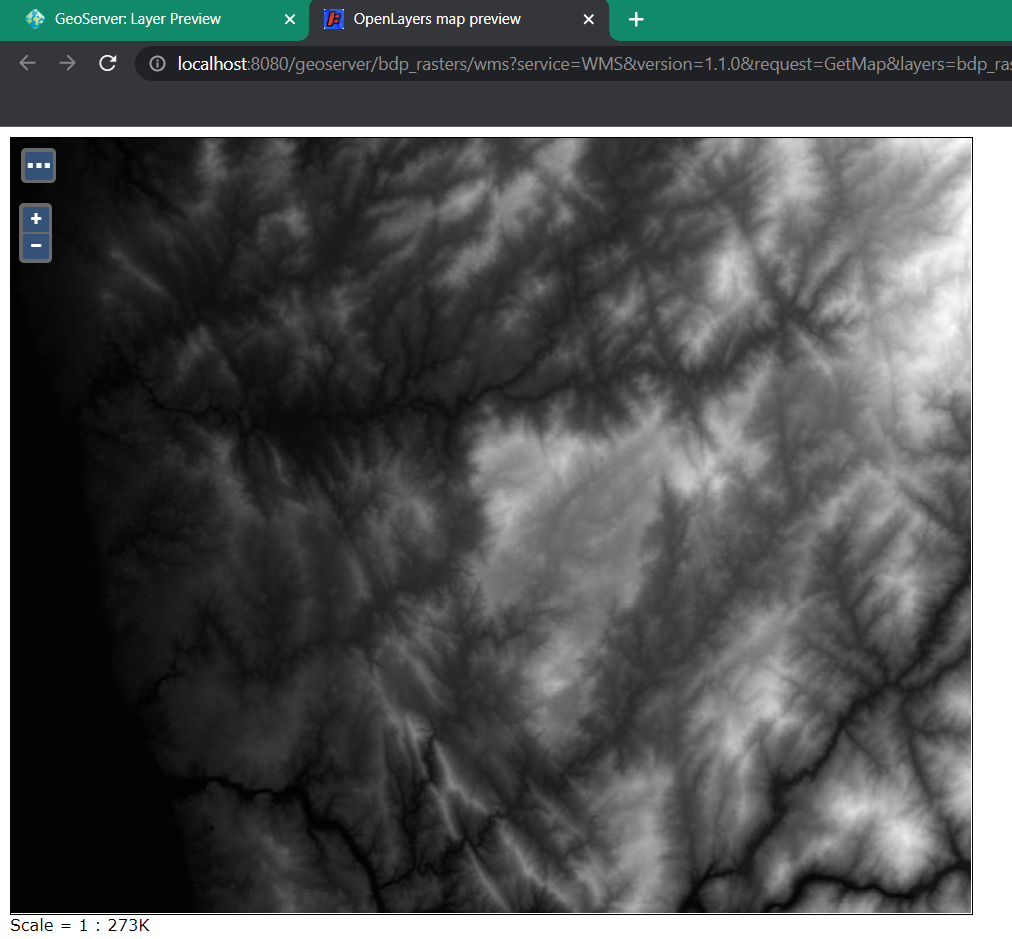 GeoServer: Layer Preview
OpenLayers map preview
localhost:8080/geoserver/bdp_rasters/wms?service=WMS&version=1.1.0&request=GetMap&layers=bdp_ras
Scale = 1 : 273K